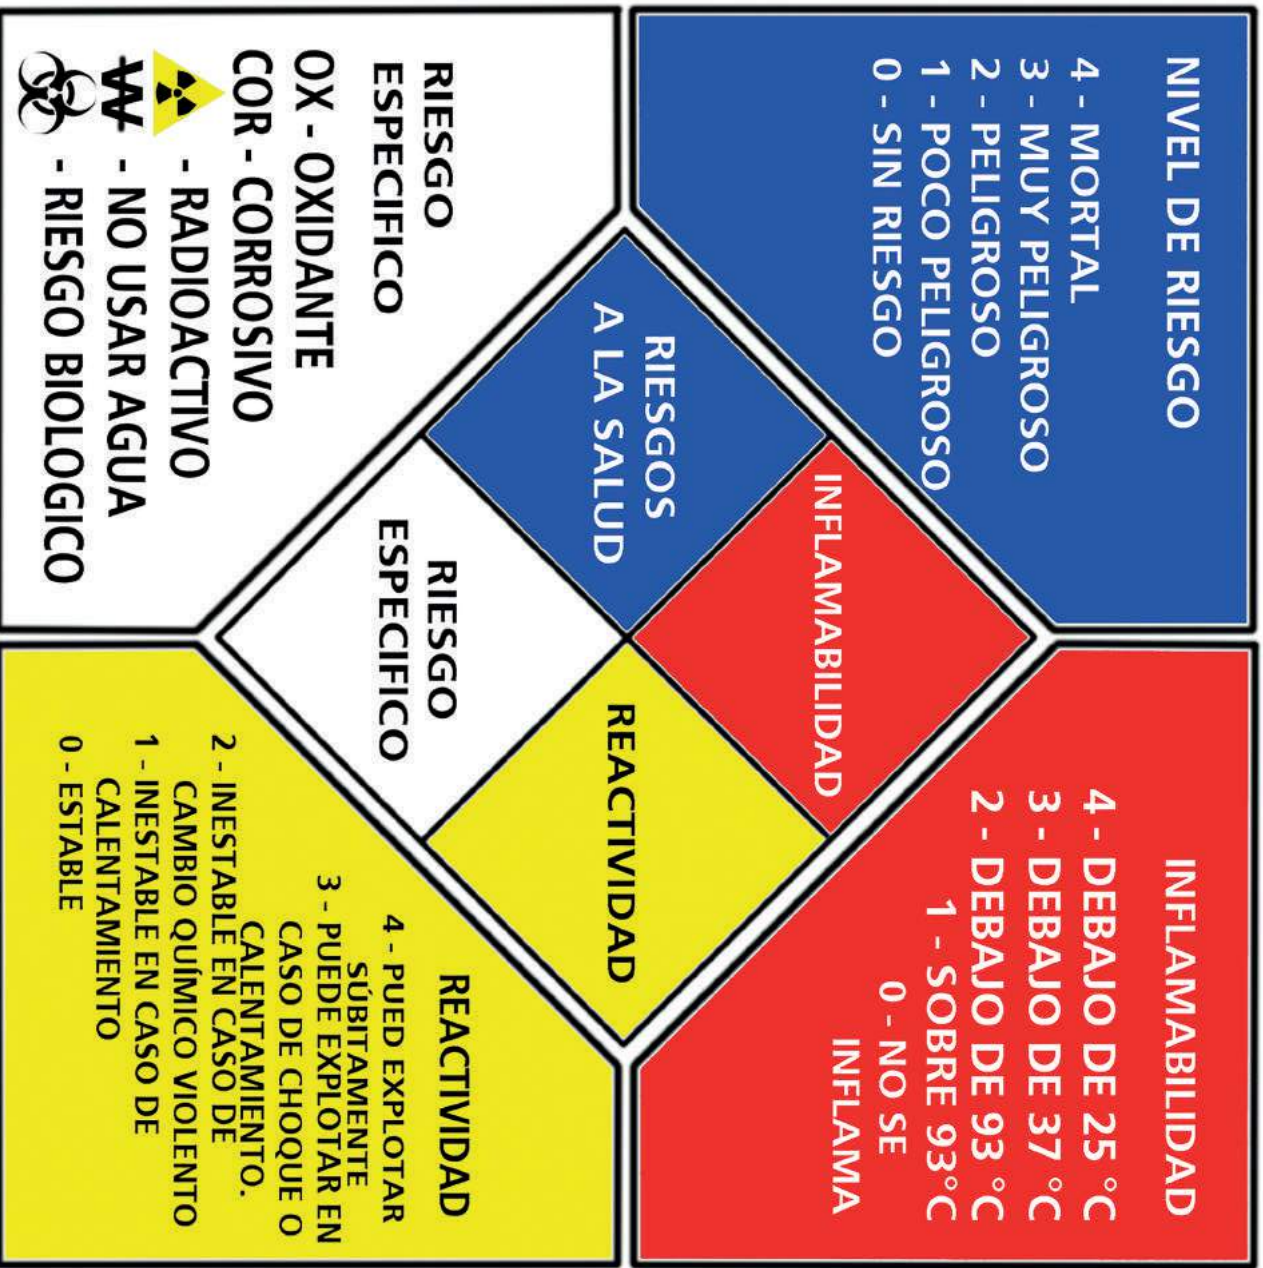 NIVEL DE RIESGO
4 - MORTAL
3 - MUY PELIGROSO
2 - PELIGROSO
1 - POCO PELIGROSO
0 - SIN RIESGO
INFLAMABILIDAD
4 - DEBAJO DE 25 °C
3 - DEBAJO DE 37 °C
2 - DEBAJO DE 93 °C
1 - SOBRE 93°C
0 - NO SE
INFLAMA
INFLAMABILIDAD
RIESGOS
A LA SALUD
REACTIVIDAD
RIESGO
ESPECIFICO
RIESGO
ESPECIFICO
OX - OXIDANTE
COR - CORROSIVO
- RADIOACTIVO
W - NO USAR AGUA
- RIESGO BIOLOGICO
REACTIVIDAD
4 - PUED EXPLOTAR
SÚBITAMENTE
3 - PUEDE EXPLOTAR EN
CASO DE CHOQUE O
CALENTAMIENTO.
2 - INESTABLE EN CASO DE
CAMBIO QUÍMICO VIOLENTO
1 - INESTABLE EN CASO DE
CALENTAMIENTO
0 - ESTABLE